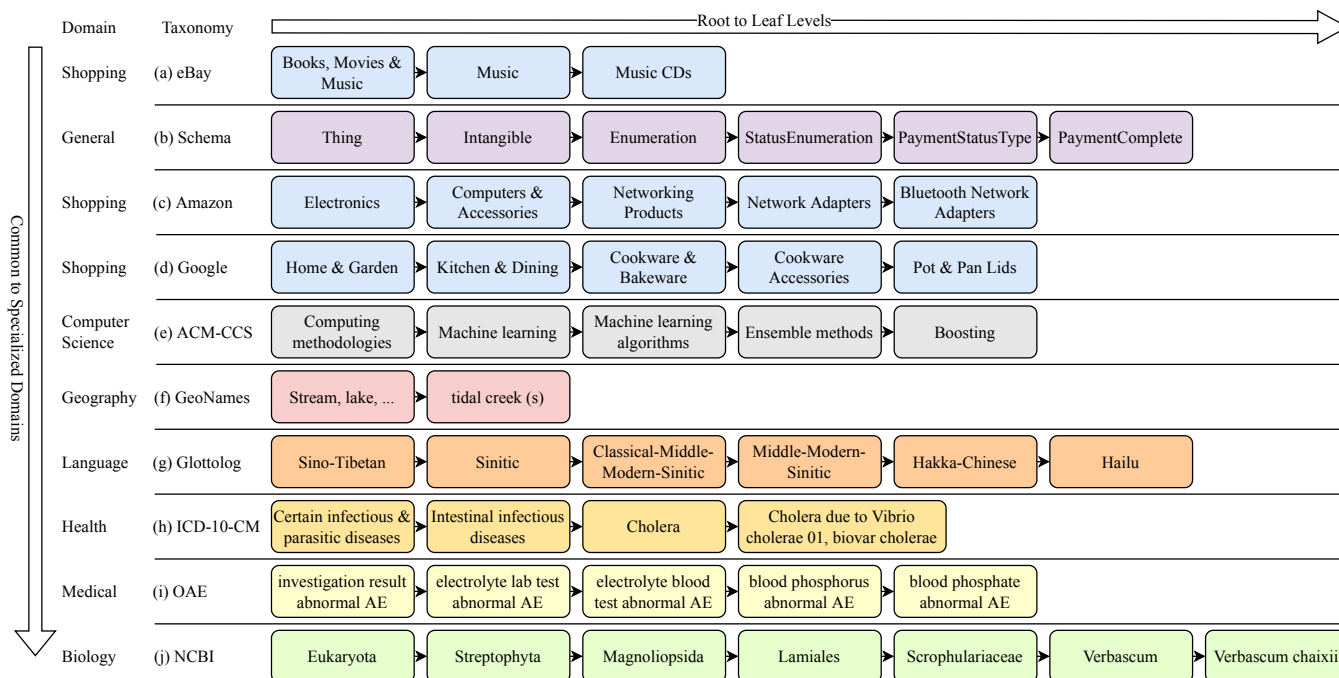 Root to Leaf Levels
Domain
Taxonomy
Common to Specialized Domains
Shopping
(a) eBay
Books, Movies &
Music
Music
Music CDs
General
(b) Schema
Thing
Intangible
Enumeration
StatusEnumeration
PaymentStatusType
PaymentComplete
Shopping
(c) Amazon
Electronics
Computers &
Accessories
Networking
Products
Network Adapters
Bluetooth Network
Adapters
Shopping
(d) Google
Home & Garden
Kitchen & Dining
Cookware &
Bakeware
Cookware
Accessories
Pot & Pan Lids
Computer
Science
(e) ACM-CCS
Computing
methodologies
Machine learning
Machine learning
algorithms
Ensemble methods
Boosting
Geography
(f) GeoNames
Stream, lake, ...
tidal creek (s)
Language
(g) Glottolog
Sino-Tibetan
Sinitic
Classical-Middle-
Modern-Sinitic
Middle-Modern-
Sinitic
Hakka-Chinese
Hailu
Health
(h) ICD-10-CM
Certain infectious &
parasitic diseases
Intestinal infectious
diseases
Cholera
Cholera due to Vibrio
cholerae 01, biovar cholerae
Medical
(i) OAE
investigation result
abnormal AE
electrolyte lab test
abnormal AE
electrolyte blood
test abnormal AE
blood phosphorus
abnormal AE
blood phosphate
abnormal AE
Biology
(j) NCBI
Eukaryota
Streptophyta
Magnoliopsida
Lamiales
Scrophulariaceae
Verbascum
Verbascum chaixii